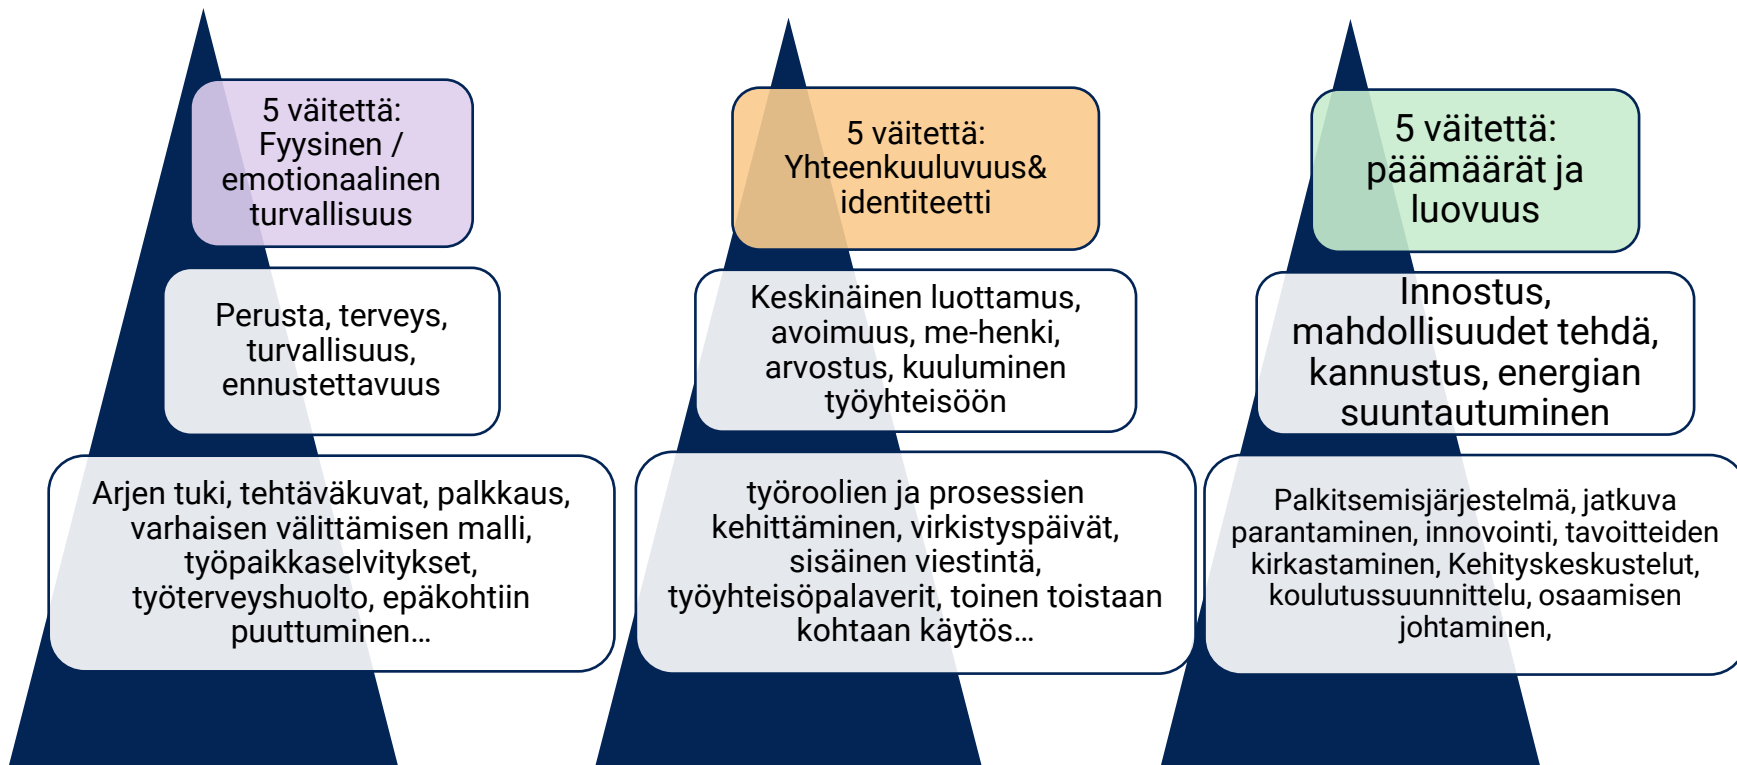 5 väitettä:
Fyysinen /
emotionaalinen
turvallisuus
Perusta, terveys,
turvallisuus,
ennustettavuus
Arjen tuki, tehtäväkuvat, palkkaus,
varhaisen välittämisen malli,
työpaikkaselvitykset,
työterveyshuolto, epäkohtiin
puuttuminen…
5 väitettä:
Yhteenkuuluvuus&
identiteetti
Keskinäinen luottamus,
avoimuus, me-henki,
arvostus, kuuluminen
työyhteisöön
työroolien ja prosessien
kehittäminen, virkistyspäivät,
sisäinen viestintä,
työyhteisöpalaverit, toinen toistaan
kohtaan käytös…
5 väitettä:
päämäärät ja
luovuus
Innostus,
mahdollisuudet tehdä,
kannustus, energian
suuntautuminen
Palkitsemisjärjestelmä, jatkuva
parantaminen, innovointi, tavoitteiden
kirkastaminen, Kehityskeskustelut,
koulutussuunnittelu, osaamisen
johtaminen,